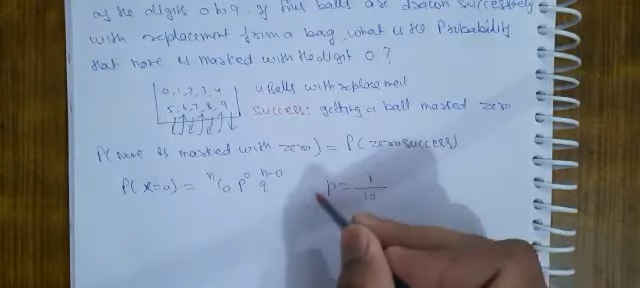 of the digits 0 to 9. If four balls are drawn successively
with replacement from a bag, what is the Probability
that none is marked with the digit 0?
0, 1, 2, 3, 4
5, 6, 7, 8, 9
4 Balls with replacement
Success: getting a ball marked zero
P(none is marked with zero) = P(zero success)
P(X=0) = ⁿC₀ p⁰ qⁿ⁻⁰ p = 1/10